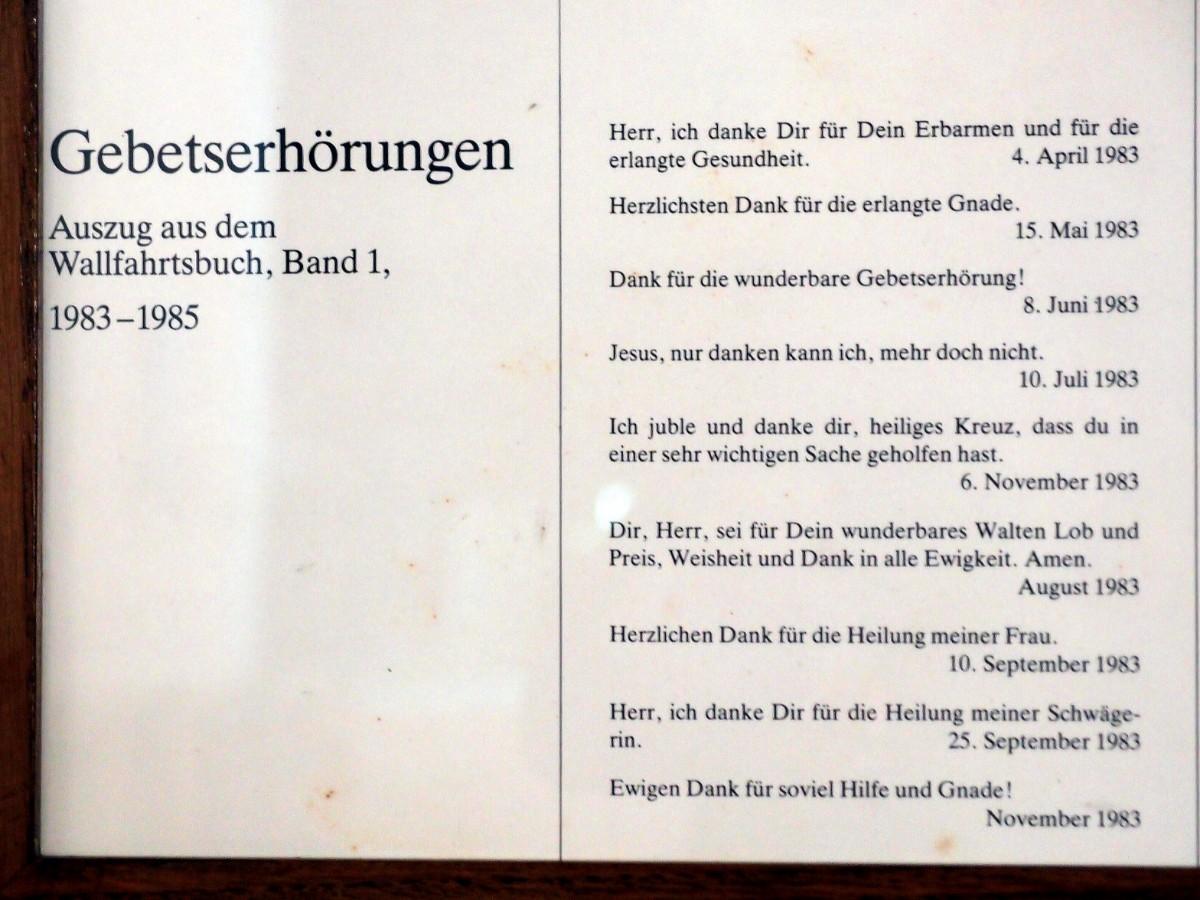 Gebetserhörungen
Auszug aus dem
Wallfahrtsbuch, Band 1,
1983–1985
Herr, ich danke Dir für Dein Erbarmen und für die
erlangte Gesundheit. 4. April 1983
Herzlichsten Dank für die erlangte Gnade.
15. Mai 1983
Dank für die wunderbare Gebetserhörung!
8. Juni 1983
Jesus, nur danken kann ich, mehr doch nicht.
10. Juli 1983
Ich juble und danke dir, heiliges Kreuz, dass du in
einer sehr wichtigen Sache geholfen hast.
6. November 1983
Dir, Herr, sei für Dein wunderbares Walten Lob und
Preis, Weisheit und Dank in alle Ewigkeit. Amen.
August 1983
Herzlichen Dank für die Heilung meiner Frau.
10. September 1983
Herr, ich danke Dir für die Heilung meiner Schwäge-
rin. 25. September 1983
Ewigen Dank für soviel Hilfe und Gnade!
November 1983